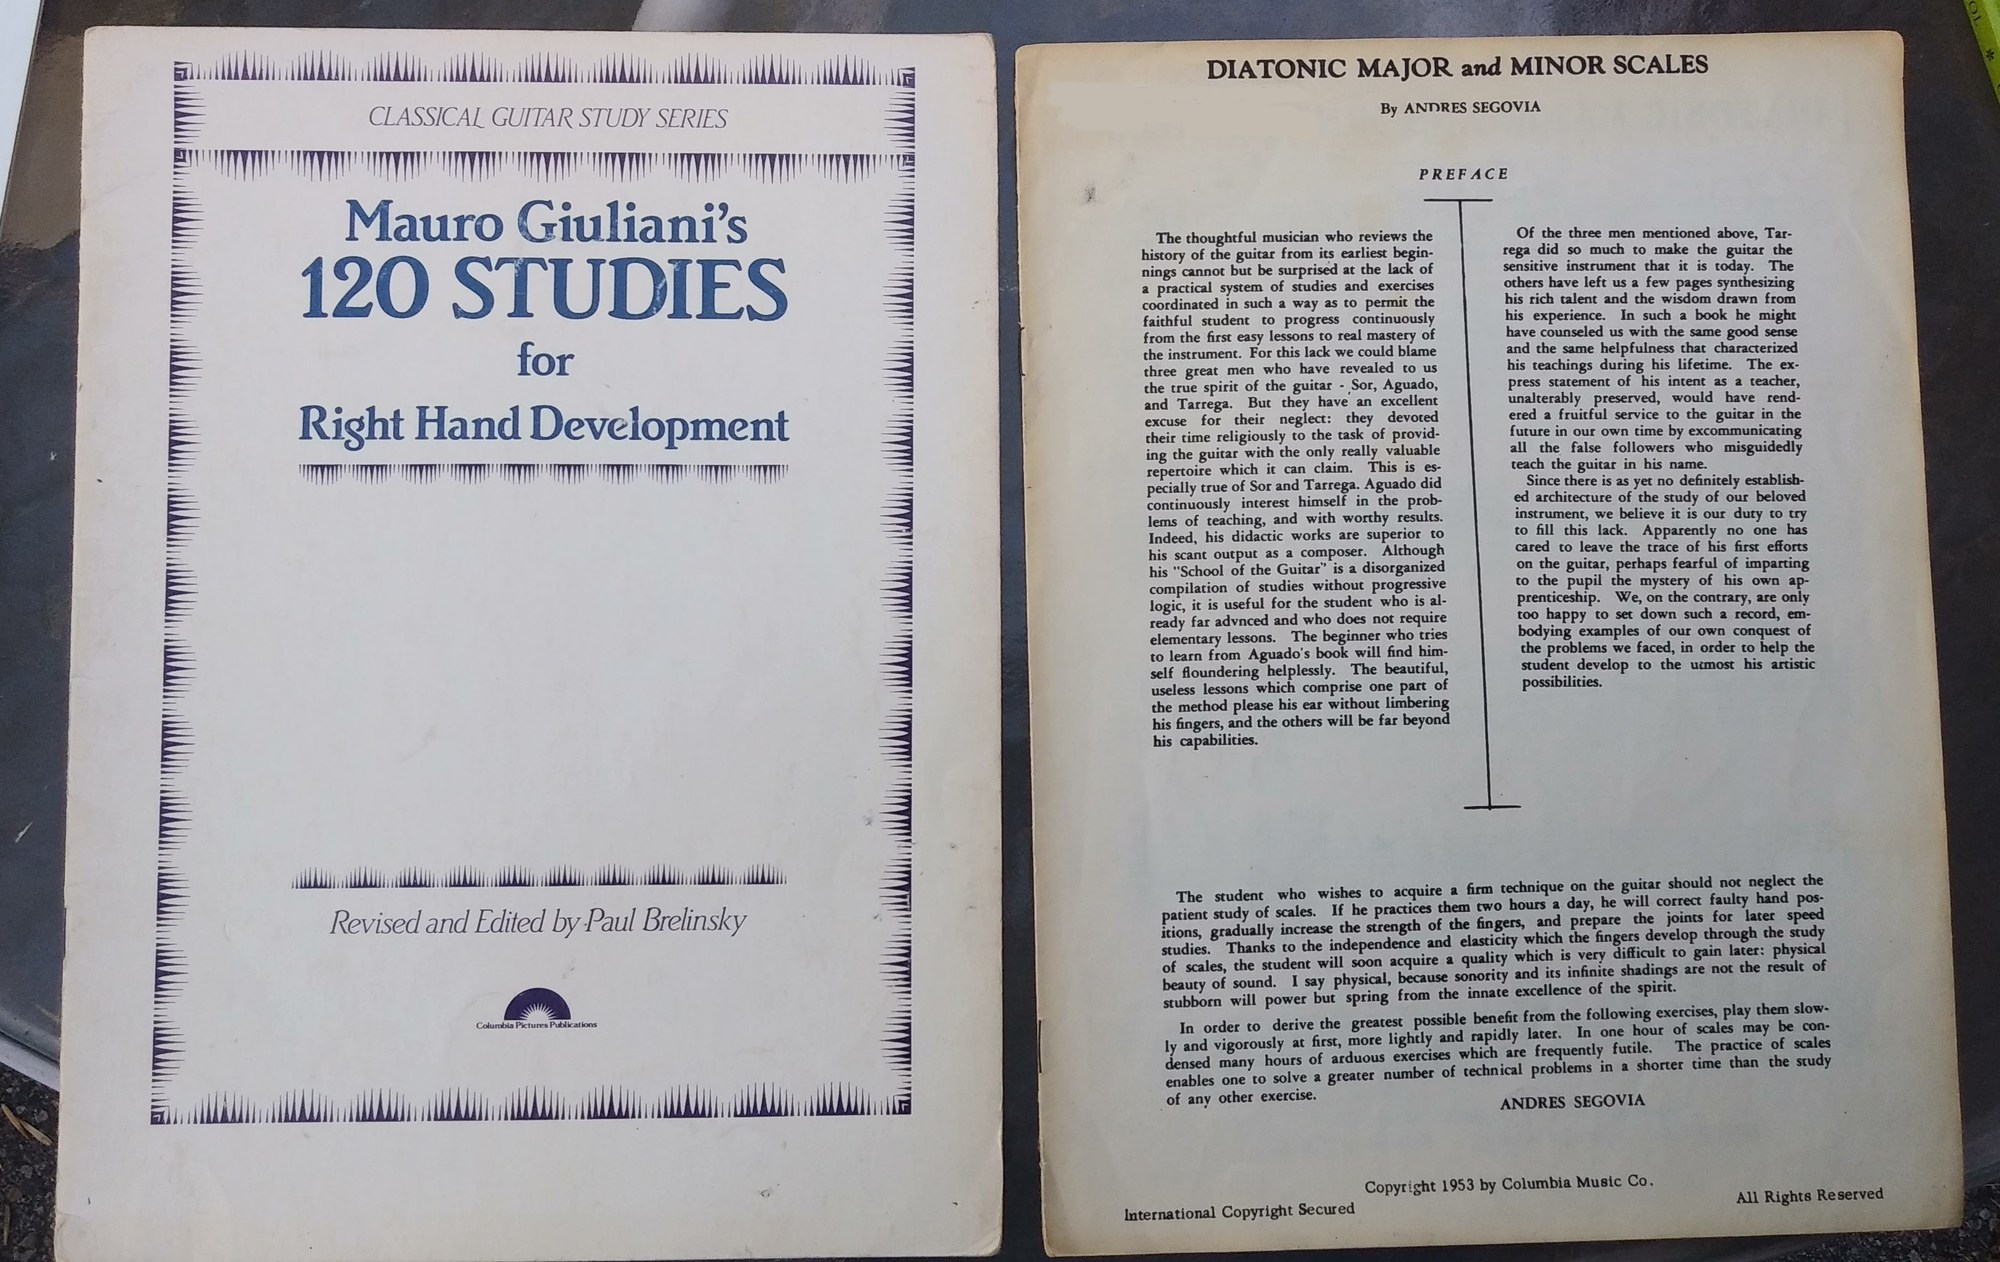 CLASSICAL GUITAR STUDY SERIES
Mauro Giuliani's
120 STUDIES
for
Right Hand Development
Revised and Edited by Paul Brelinsky
Columbia Pictures Publications
DIATONIC MAJOR and MINOR SCALES
By ANDRES SEGOVIA
PREFACE
The thoughtful musician who reviews the
history of the guitar from its earliest begin-
nings cannot but be surprised at the lack of
a practical system of studies and exercises
coordinated in such a way as to permit the
faithful student to progress continuously
from the first easy lessons to real mastery of
the instrument. For this lack we could blame
three great men who have revealed to us
the true spirit of the guitar - Sor, Aguado,
and Tarrega. But they have an excellent
excuse for their neglect: they devoted
their time religiously to the task of provid-
ing the guitar with the only really valuable
repertoire which it can claim. This is es-
pecially true of Sor and Tarrega. Aguado did
continuously interest himself in the prob-
lems of teaching, and with worthy results.
Indeed, his didactic works are superior to
his scant output as a composer. Although
his "School of the Guitar" is a disorganized
compilation of studies without progressive
logic, it is useful for the student who is al-
ready far advnced and who does not require
elementary lessons. The beginner who tries
to learn from Aguado's book will find him-
self floundering helplessly. The beautiful,
useless lessons which comprise one part of
the method please his ear without limbering
his fingers, and the others will be far beyond
his capabilities.
Of the three men mentioned above, Tar-
rega did so much to make the guitar the
sensitive instrument that it is today. The
others have left us a few pages synthesizing
his rich talent and the wisdom drawn from
his experience. In such a book he might
have counseled us with the same good sense
and the same helpfulness that characterized
his teachings during his lifetime. The ex-
press statement of his intent as a teacher,
unalterably preserved, would have rend-
ered a fruitful service to the guitar in the
future in our own time by excommunicating
all the false followers who misguidedly
teach the guitar in his name.
Since there is as yet no definitely establish-
ed architecture of the study of our beloved
instrument, we believe it is our duty to try
to fill this lack. Apparently no one has
cared to leave the trace of his first efforts
on the guitar, perhaps fearful of imparting
to the pupil the mystery of his own ap-
prenticeship. We, on the contrary, are only
too happy to set down such a record, em-
bodying examples of our own conquest of
the problems we faced, in order to help the
student develop to the utmost his artistic
possibilities.
The student who wishes to acquire a firm technique on the guitar should not neglect the
patient study of scales. If he practices them two hours a day, he will correct faulty hand pos-
itions, gradually increase the strength of the fingers, and prepare the joints for later speed
studies. Thanks to the independence and elasticity which the fingers develop through the study
of scales, the student will soon acquire a quality which is very difficult to gain later: physical
beauty of sound. I say physical, because sonority and its infinite shadings are not the result of
stubborn will power but spring from the innate excellence of the spirit.
In order to derive the greatest possible benefit from the following exercises, play them slow-
ly and vigorously at first, more lightly and rapidly later. In one hour of scales may be con-
densed many hours of arduous exercises which are frequently futile. The practice of scales
enables one to solve a greater number of technical problems in a shorter time than the study
of any other exercise.
ANDRES SEGOVIA
Copyright 1953 by Columbia Music Co.
International Copyright Secured
All Rights Reserved